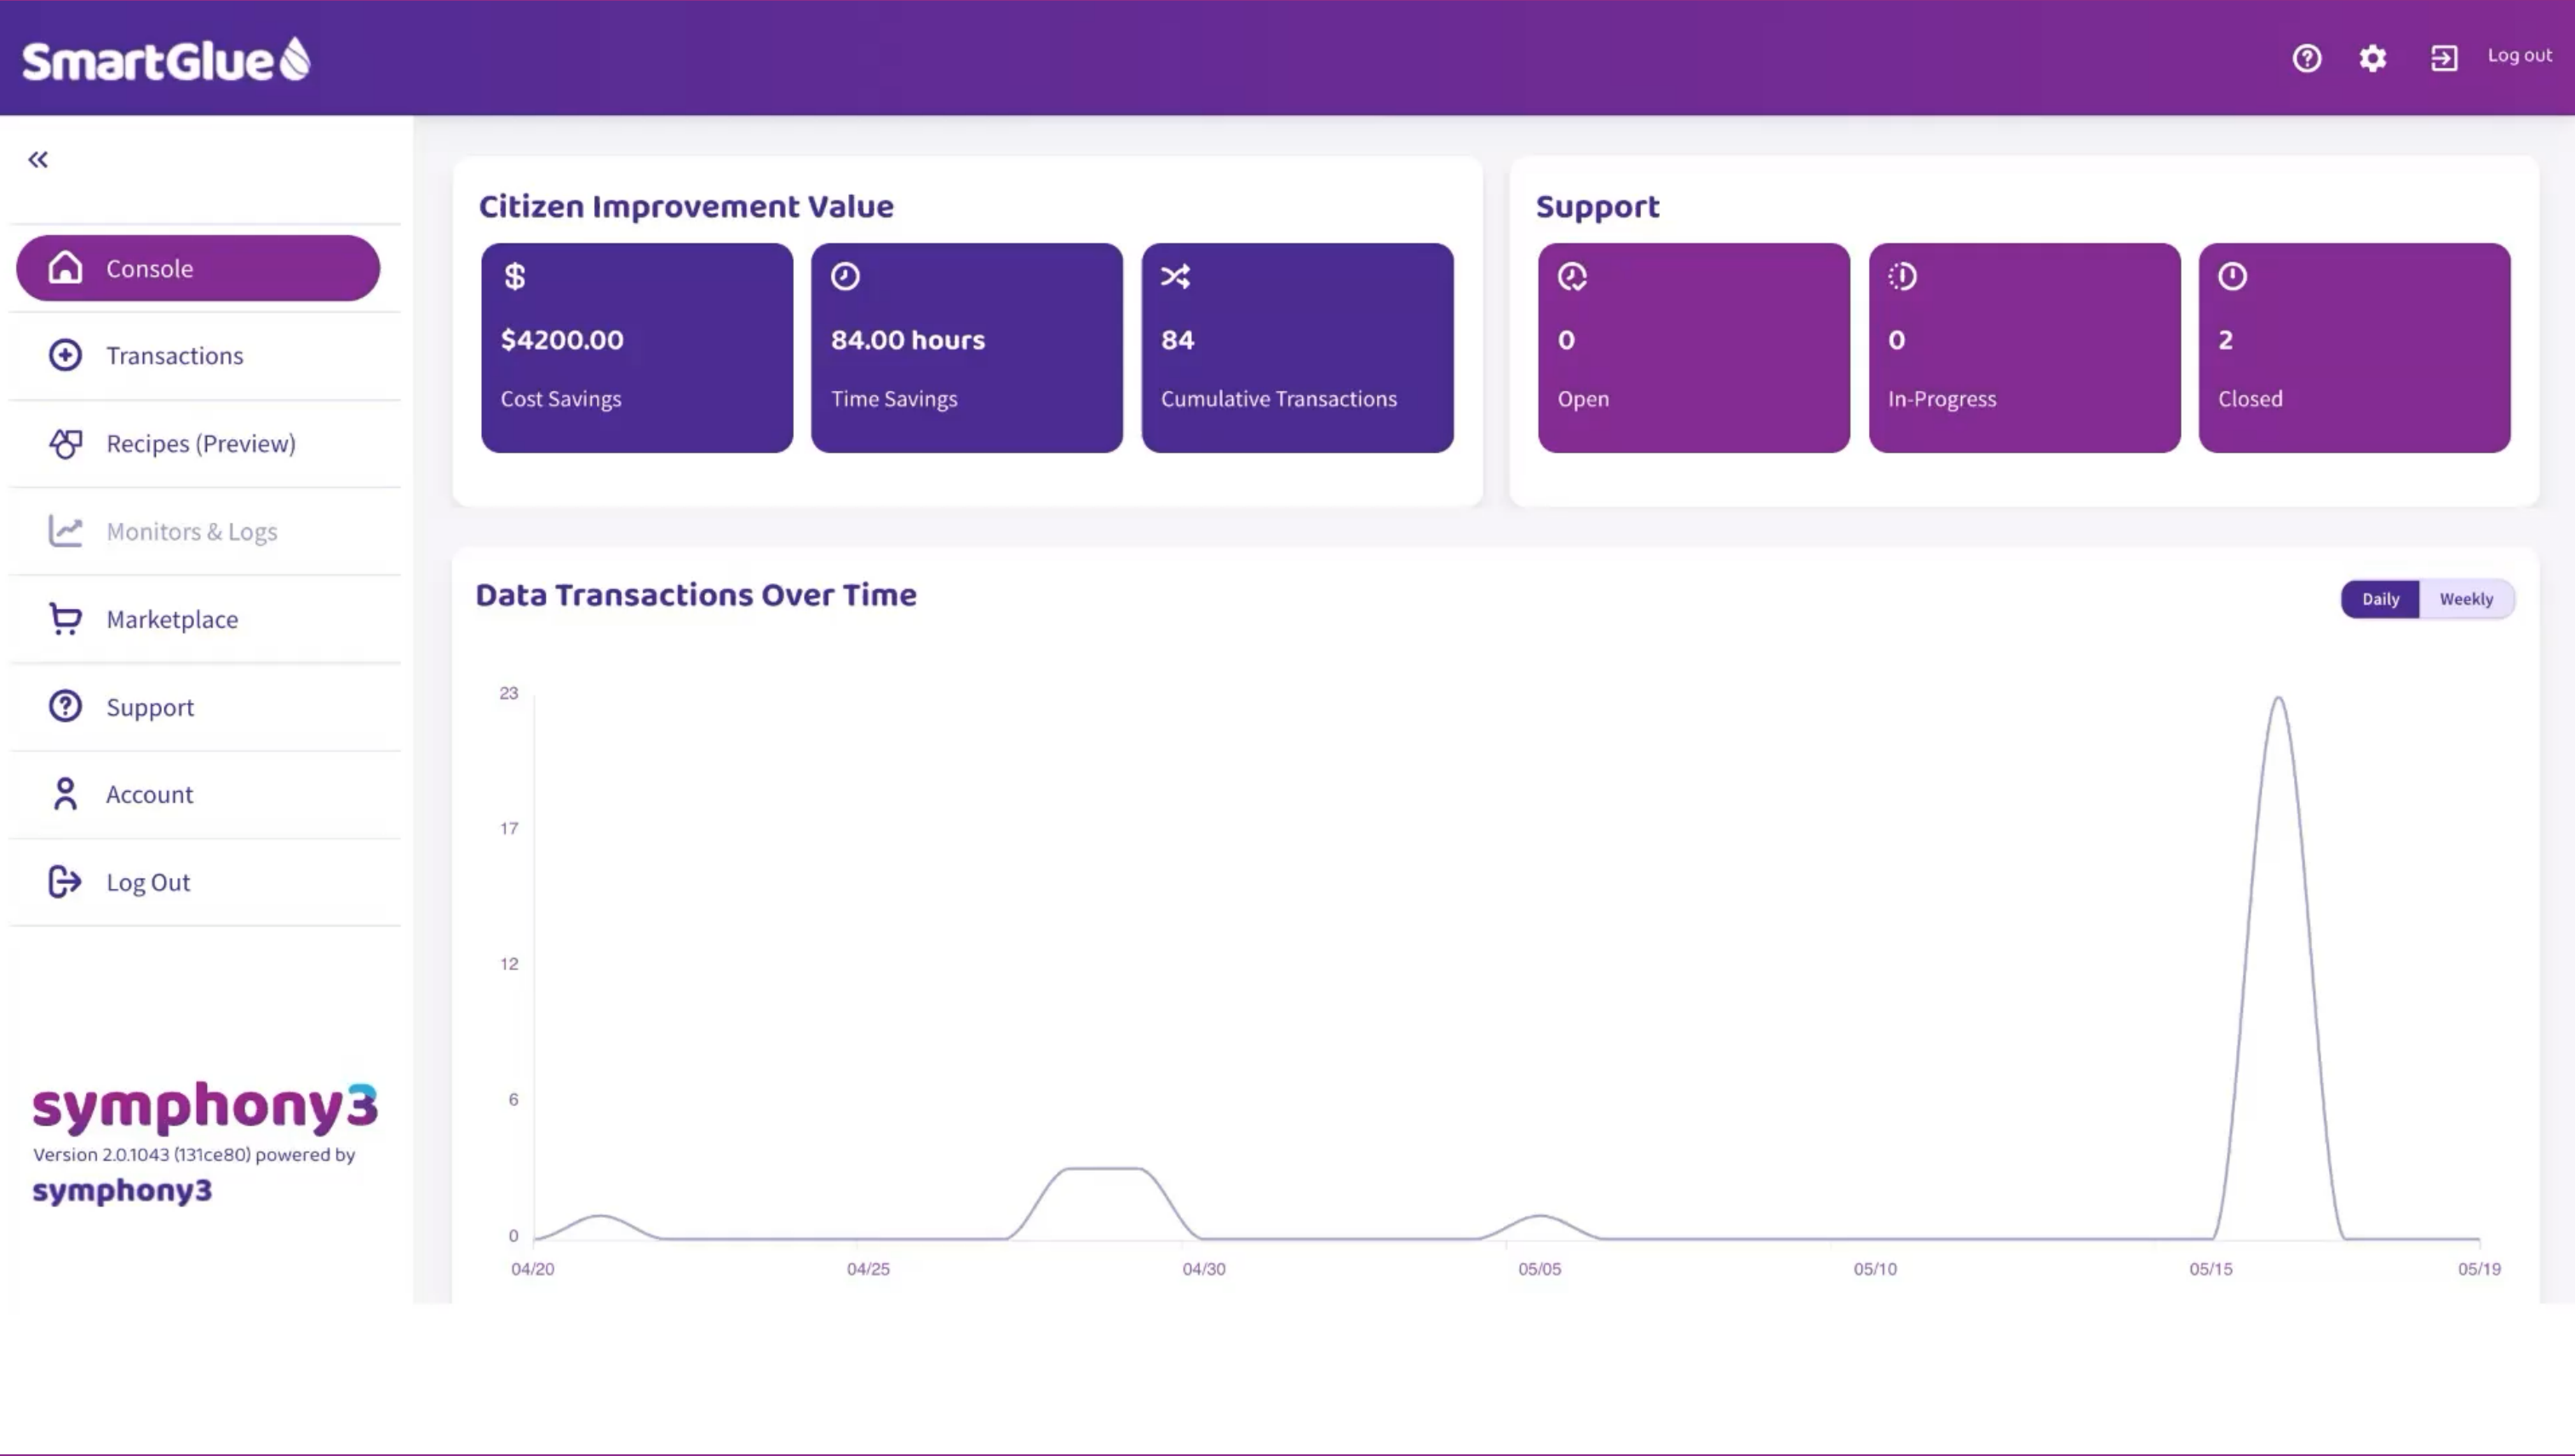 SmartGlue
Log out
Console
Transactions
Recipes (Preview)
Monitors & Logs
Marketplace
Support
Account
Log Out
symphony3
Version 2.0.1043 (131ce80) powered by
symphony3
Citizen Improvement Value
$4200.00
Cost Savings
84.00 hours
Time Savings
84
Cumulative Transactions
Support
0
Open
0
In-Progress
2
Closed
Data Transactions Over Time
Daily
Weekly
23
17
12
6
0
04/20
04/25
04/30
05/05
05/10
05/15
05/19